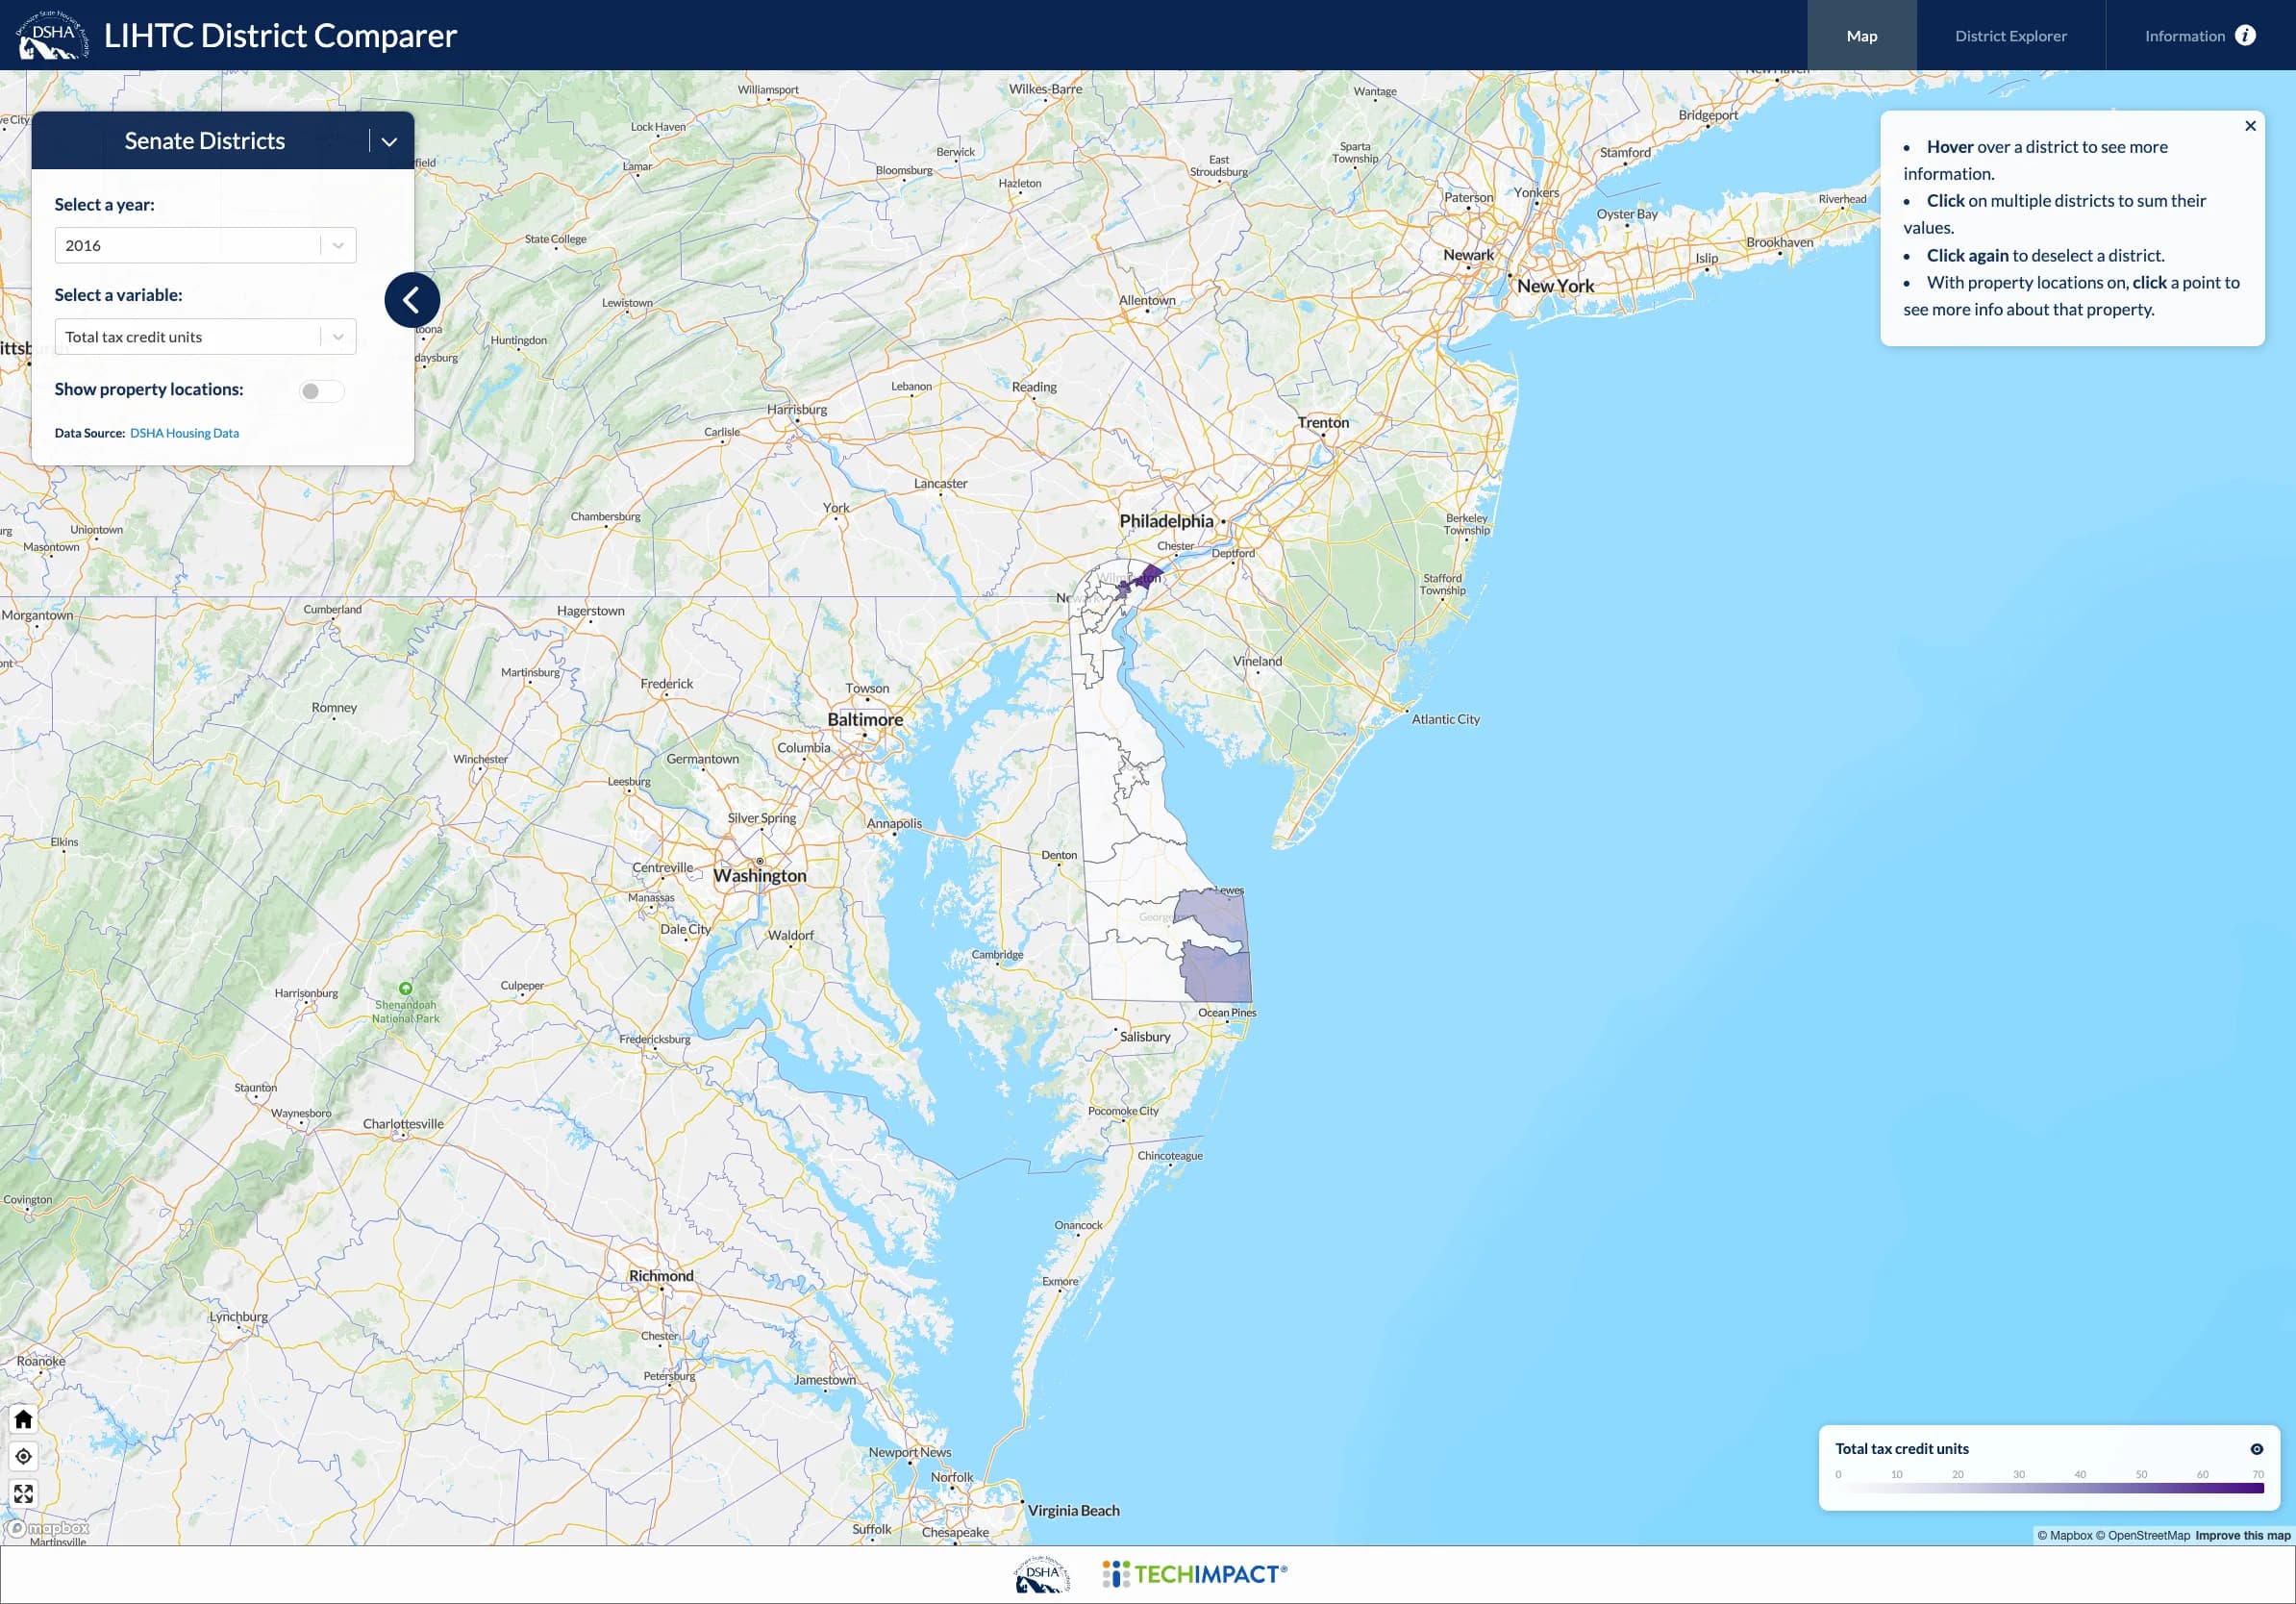 DSHA
LIHTC District Comparer
Map
District Explorer
Information
Senate Districts
Select a year:
2016
Select a variable:
Total tax credit units
Show property locations:
Data Source: DSHA Housing Data
Hover over a district to see more
information.
Click on multiple districts to sum their
values.
Click again to deselect a district.
With property locations on, click a point to
see more info about that property.
Williamsport
Wilkes-Barre
Wantage
New Haven
Bridgeport
Lock Haven
Stamford
Berwick
East
Stroudsburg
Sparta
Township
Lamar
Bloomsburg
Hazleton
Paterson
Yonkers
Riverhead
Oyster Bay
State College
Brookhaven
Newark
Islip
New York
Lewistown
Allentown
Huntingdon
Lebanon
Reading
Harrisburg
Trenton
Carlisle
Lancaster
York
Chambersburg
Philadelphia
Berkeley
Township
Uniontown
Masontown
Chester
Deptford
Wilmington
Stafford
Township
Newark
Morgantown
Cumberland
Hagerstown
Martinsburg
Vineland
Frederick
Towson
Romney
Baltimore
Atlantic City
Columbia
Winchester
Germantown
Leesburg
Silver Spring
Annapolis
Elkins
Denton
Centreville
Washington
Manassas
Lewes
Georgetown
Dale City
Waldorf
Cambridge
Culpeper
Harrisonburg
Shenandoah
National Park
Ocean Pines
Salisbury
Fredericksburg
Staunton
Waynesboro
Pocomoke City
Charlottesville
Chincoteague
Covington
Onancock
Richmond
Exmore
Lynchburg
Chester
Roanoke
Petersburg
Jamestown
Newport News
Norfolk
Virginia Beach
Suffolk
Chesapeake
mapbox
Martinsville
Total tax credit units
0 10 20 30 40 50 60 70
© Mapbox © OpenStreetMap Improve this map
DSHA
TECHIMPACT®